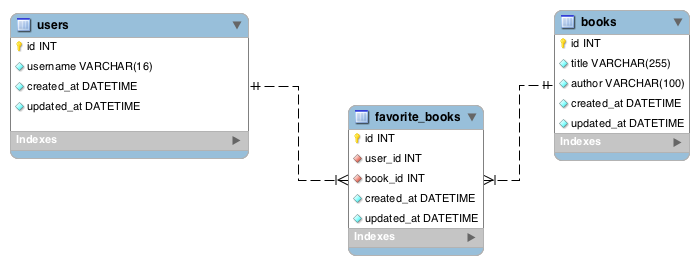 users
id INT
username VARCHAR(16)
created_at DATETIME
updated_at DATETIME
Indexes
favorite_books
id INT
user_id INT
book_id INT
created_at DATETIME
updated_at DATETIME
Indexes
books
id INT
title VARCHAR(255)
author VARCHAR(100)
created_at DATETIME
updated_at DATETIME
Indexes